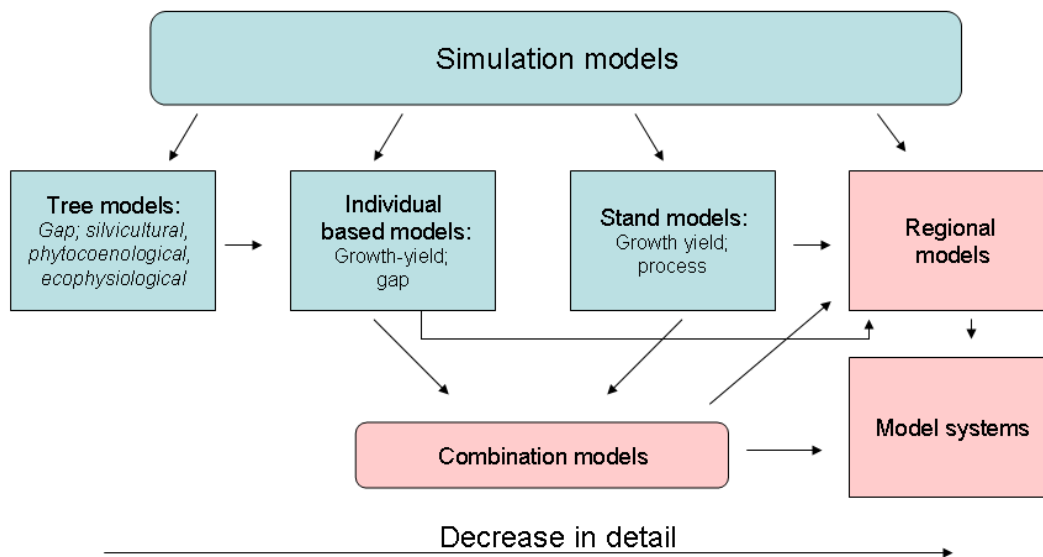 Simulation models
Tree models:
Gap; silvicultural,
phytocoenological,
ecophysiological
Individual
based models:
Growth-yield;
gap
Stand models:
Growth yield;
process
Regional
models
Combination models
Model systems
Decrease in detail